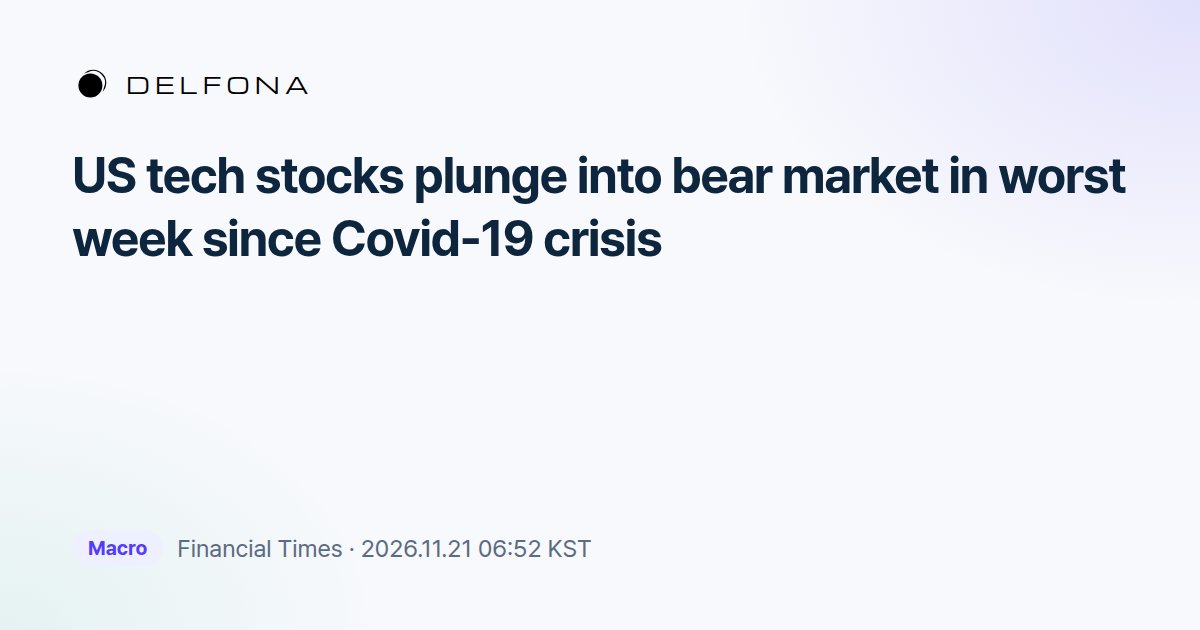 DELFONA
US tech stocks plunge into bear market in worst
week since Covid-19 crisis
Macro Financial Times · 2026.11.21 06:52 KST